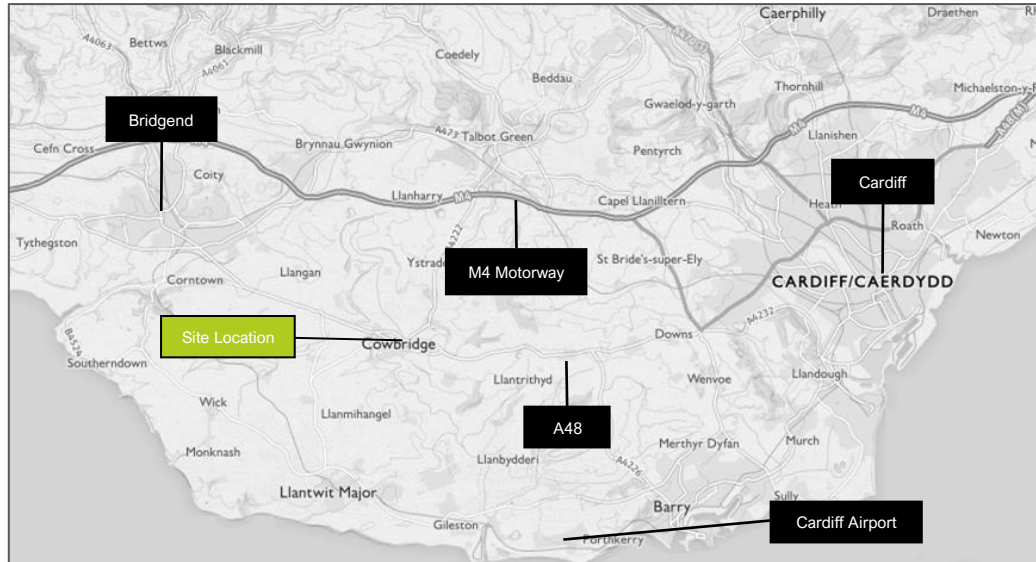 Caerphilly
Draethen
A4063
Bettws
Blackmill
A4061
Coedely
A470(T)
Beddau
Thornhill
Michaelston-y-F
Gwaelod-y-garth
M4
A48(M)
Bridgend
Cefn Cross
A473
Talbot Green
Llanishen
Brynnau Gwynion
Pentyrch
Coity
Cardiff
Llanharry
M4
Capel Llanilltern
Heath
Roath
Tythegston
A4222
Newton
M4 Motorway
St Bride's-super-Ely
Corntown
Llangan
Ystrado
CARDIFF/CAERDYDD
Site Location
A4232
B4524
Cowbridge
Downs
Southerndown
Llantrithyd
Wenvoe
Llandough
Wick
Llanmihangel
A48
Merthyr Dyfan
Murch
Monknash
Llanbydderi
A4226
Llantwit Major
Sully
Barry
Gileston
Cardiff Airport
Porthkerry